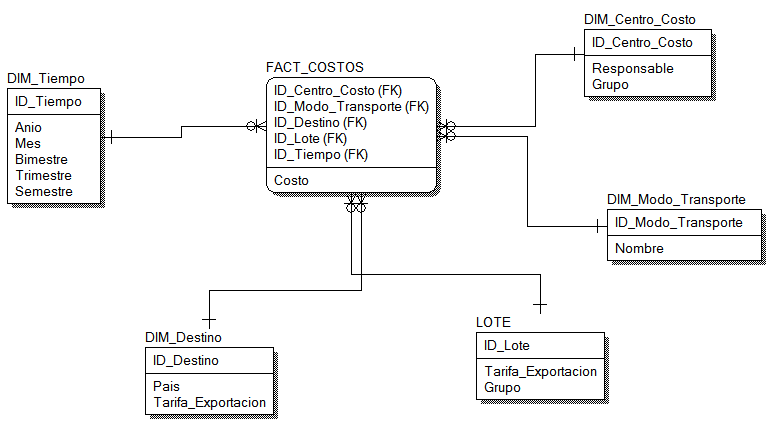 DIM_Centro_Costo
ID_Centro_Costo
Responsable
Grupo
FACT_COSTOS
ID_Centro_Costo (FK)
ID_Modo_Transporte (FK)
ID_Destino (FK)
ID_Lote (FK)
ID_Tiempo (FK)
Costo
DIM_Tiempo
ID_Tiempo
Anio
Mes
Bimestre
Trimestre
Semestre
DIM_Modo_Transporte
ID_Modo_Transporte
Nombre
DIM_Destino
ID_Destino
Pais
Tarifa_Exportacion
LOTE
ID_Lote
Tarifa_Exportacion
Grupo